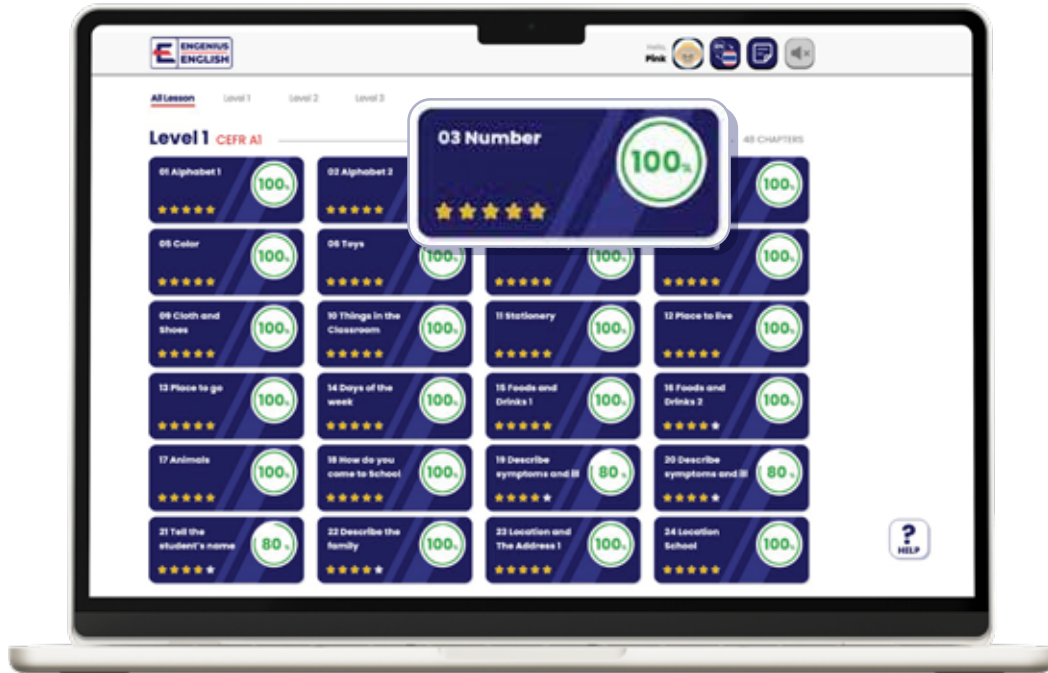 ENGENIUS
ENGLISH
Hello,
Pink
All Lesson Level 1 Level 2 Level 3
Level 1 CEFR A1
48 CHAPTERS
01 Alphabet 1
100%
02 Alphabet 2
03 Number
100%
100%
05 Color
100%
06 Toys
100%
100%
100%
09 Cloth and
Shoes
100%
10 Things in the
Classroom
100%
11 Stationery
100%
12 Place to live
100%
13 Place to go
100%
14 Days of the
week
100%
15 Foods and
Drinks 1
100%
16 Foods and
Drinks 2
100%
17 Animals
100%
18 How do you
come to School
100%
19 Describe
symptoms and ill
80%
20 Describe
symptoms and ill
80%
21 Tell the
student's name
80%
22 Describe the
family
100%
23 Location and
The Address 1
100%
24 Location
School
100%
?
HELP